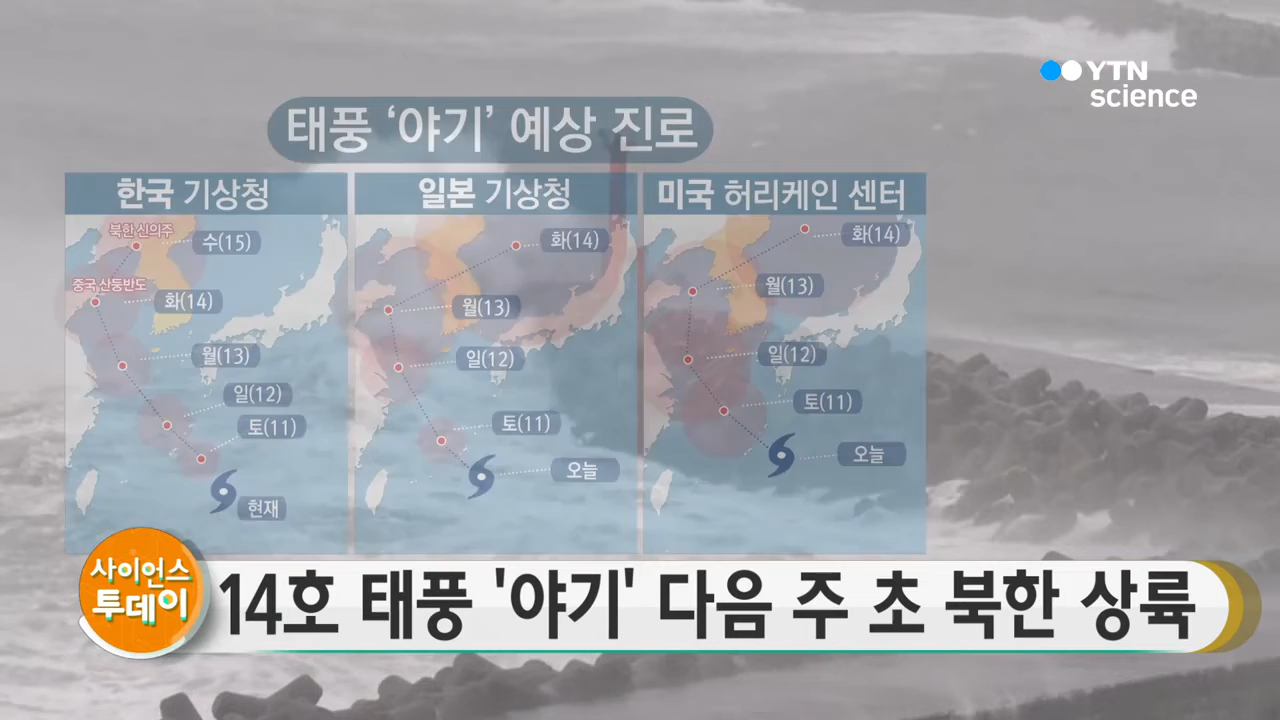 YTN
science
태풍 ‘야기’ 예상 진로
한국 기상청
북한 신의주
수(15)
중국 산둥반도
화(14)
월(13)
일(12)
토(11)
현재
일본 기상청
화(14)
월(13)
일(12)
토(11)
오늘
미국 허리케인 센터
화(14)
월(13)
일(12)
토(11)
오늘
사이언스
투데이
14호 태풍 '야기' 다음 주 초 북한 상륙